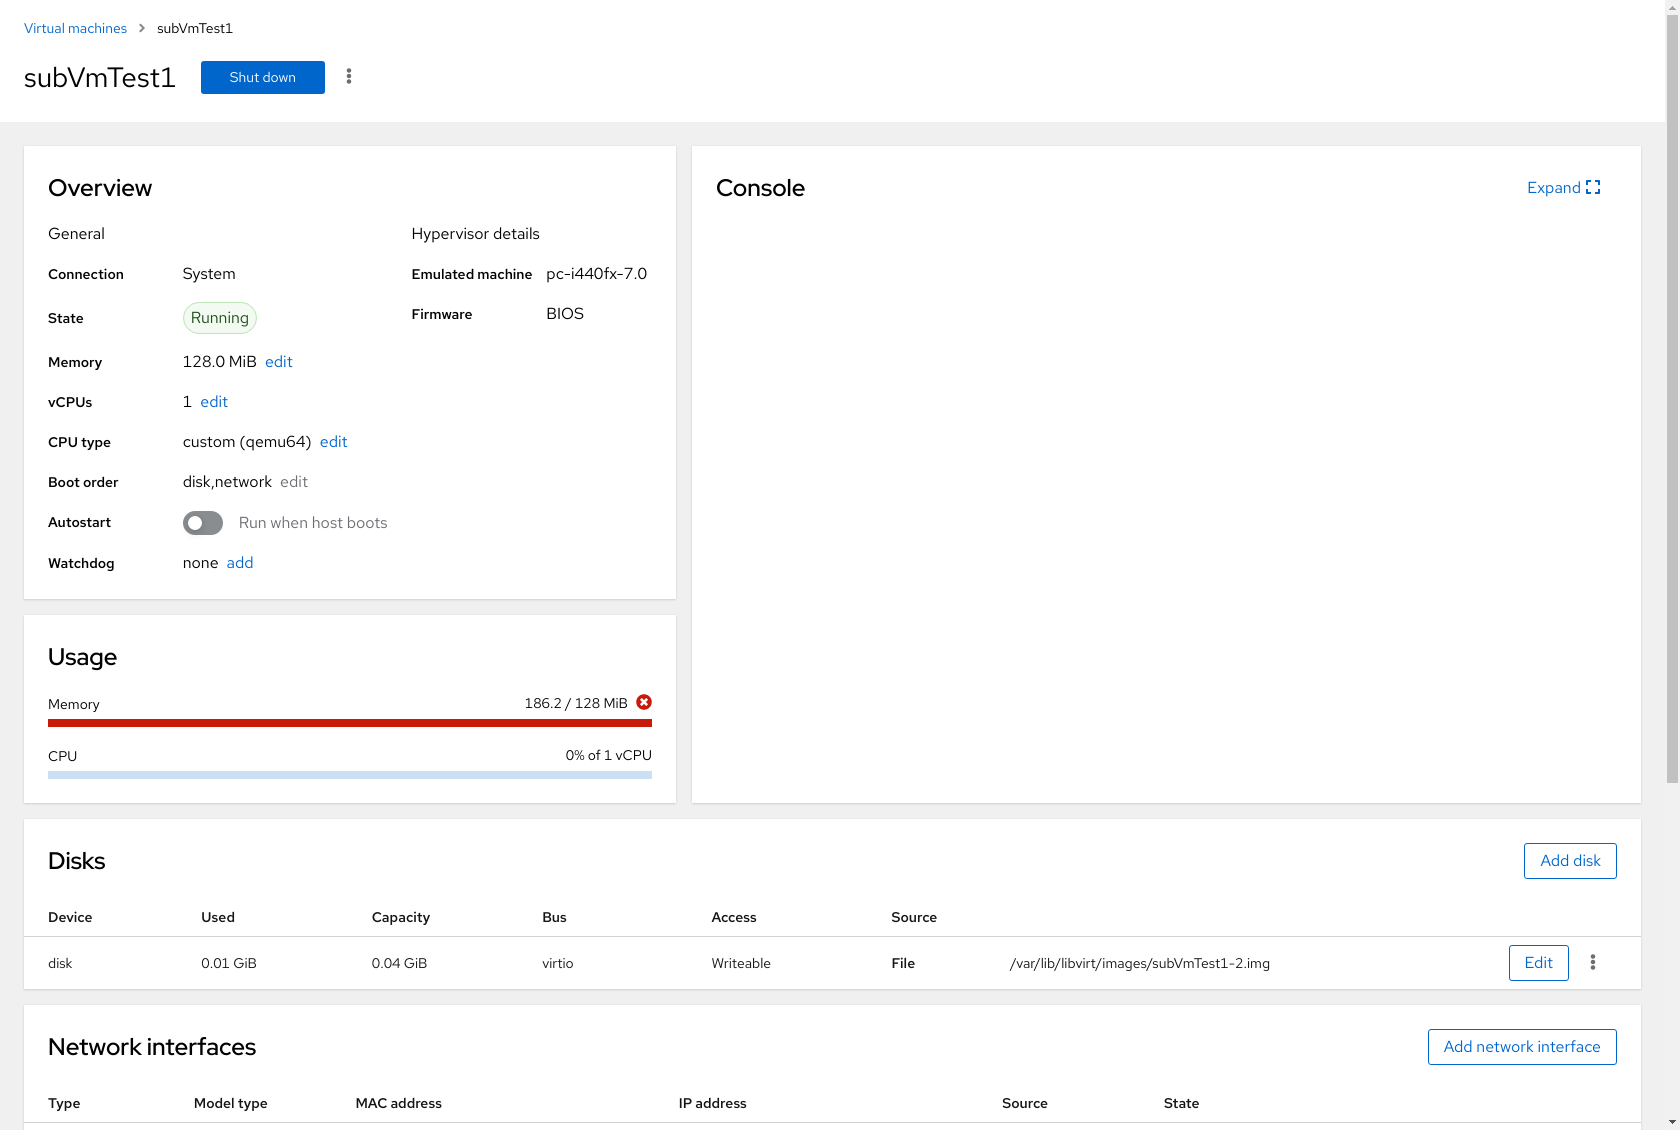 Virtual machines > subVmTest1
subVmTest1 Shut down
Overview
General
Connection System
State Running
Memory 128.0 MiB edit
vCPUs 1 edit
CPU type custom (qemu64) edit
Boot order disk,network edit
Autostart Run when host boots
Watchdog none add
Hypervisor details
Emulated machine pc-i440fx-7.0
Firmware BIOS
Console Expand
Usage
Memory 186.2 / 128 MiB
CPU 0% of 1 vCPU
Disks Add disk
Device Used Capacity Bus Access Source
disk 0.01 GiB 0.04 GiB virtio Writeable File /var/lib/libvirt/images/subVmTest1-2.img Edit
Network interfaces Add network interface
Type Model type MAC address IP address Source State